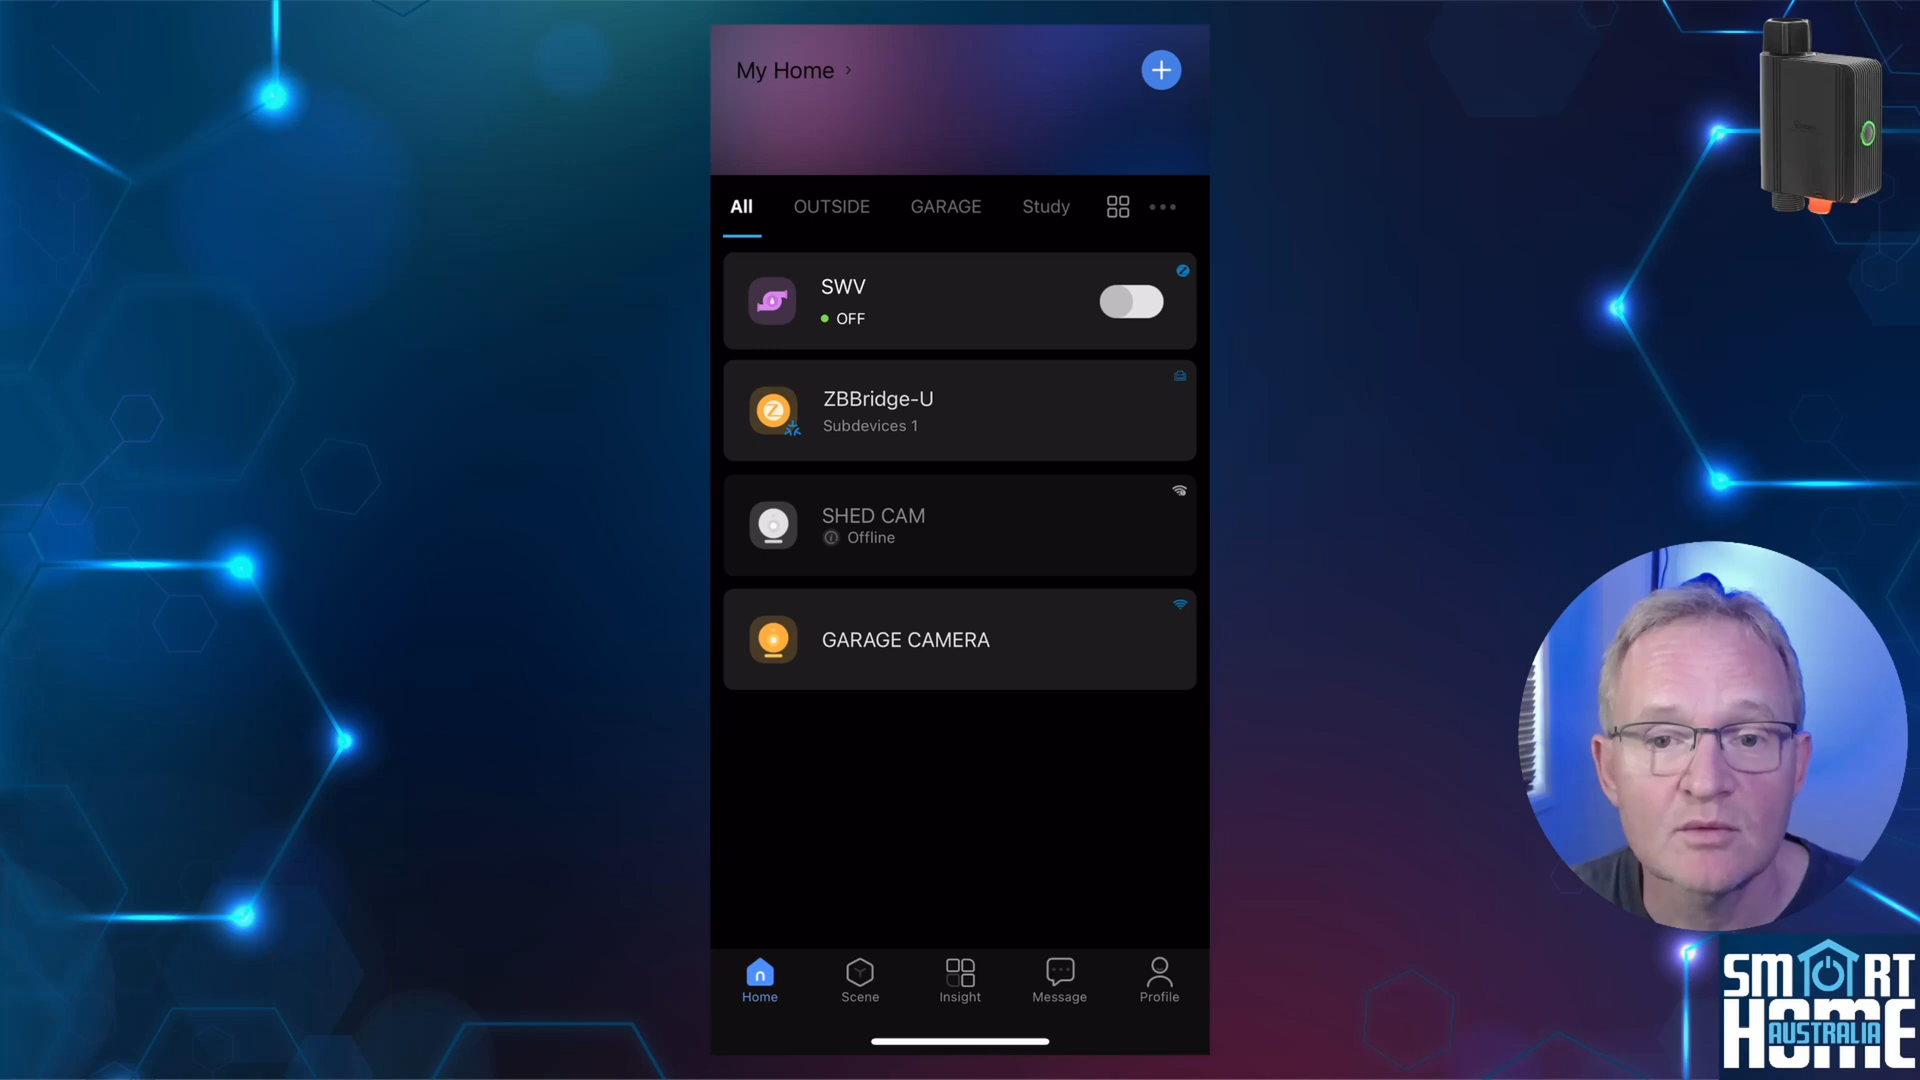 My Home
All OUTSIDE GARAGE Study
SWV
OFF
ZBBridge-U
Subdevices 1
SHED CAM
Offline
GARAGE CAMERA
Home Scene Insight Message Profile
SMART
HOME
AUSTRALIA